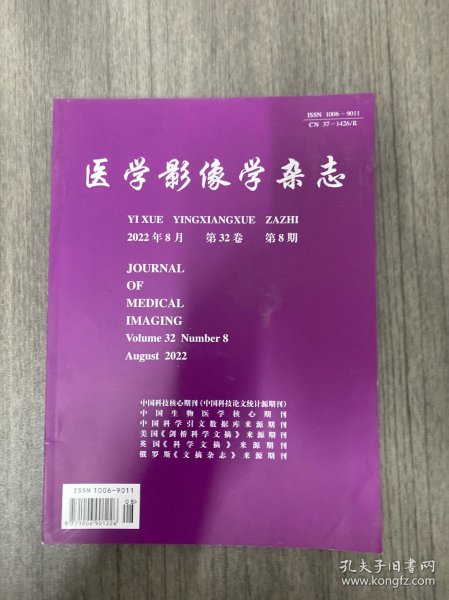 ISSN 1006-9011
CN 37-1426/R
医学影像学杂志
YI XUE YINGXIANGXUE ZAZHI
2022年8月 第32卷 第8期
JOURNAL
OF
MEDICAL
IMAGING
Volume 32 Number 8
August 2022
中国科技核心期刊(中国科技论文统计源期刊)
中国生物医学核心期刊
中国科学引文数据库来源期刊
美国《剑桥科学文摘》来源期刊
英国《科学文摘》来源期刊
俄罗斯《文摘杂志》来源期刊
ISSN 1006-9011
08
9 771006 901226
孔夫子旧书网
www.kongfz.com